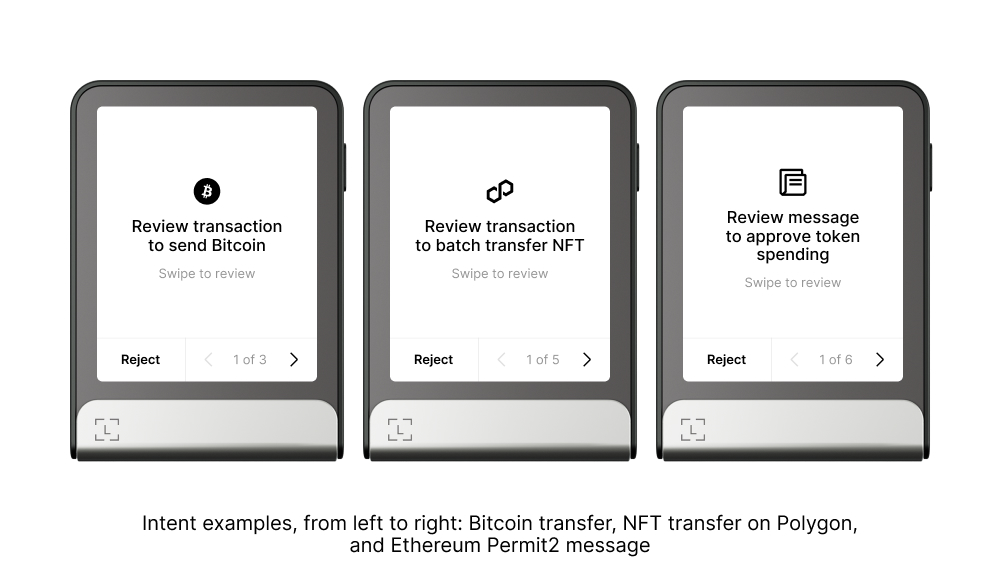 Review transaction
to send Bitcoin
Swipe to review
Reject
1 of 3
L
Review transaction
to batch transfer NFT
Swipe to review
Reject
1 of 5
L
Review message
to approve token
spending
Swipe to review
Reject
1 of 6
L
Intent examples, from left to right: Bitcoin transfer, NFT transfer on Polygon,
and Ethereum Permit2 message